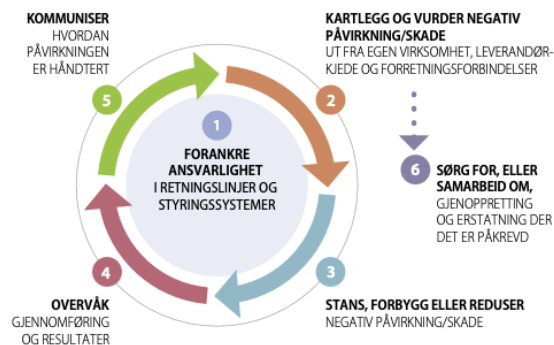 1
FORANKRE
ANSVARLIGHET
I RETNINGSLINJER OG
STYRINGSSYSTEMER
2
KARTLEGG OG VURDER NEGATIV
PÅVIRKNING/SKADE
UT FRA EGEN VIRKSOMHET, LEVERANDØR-
KJEDE OG FORRETNINGSFORBINDELSER
3
STANS, FORBYGG ELLER REDUSER
NEGATIV PÅVIRKNING/SKADE
4
OVERVÅK
GJENNOMFØRING
OG RESULTATER
5
KOMMUNISER
HVORDAN
PÅVIRKNINGEN
ER HÅNDTERT
6
SØRG FOR, ELLER
SAMARBEID OM,
GJENOPPRETTING
OG ERSTATNING DER
DET ER PÅKREVD